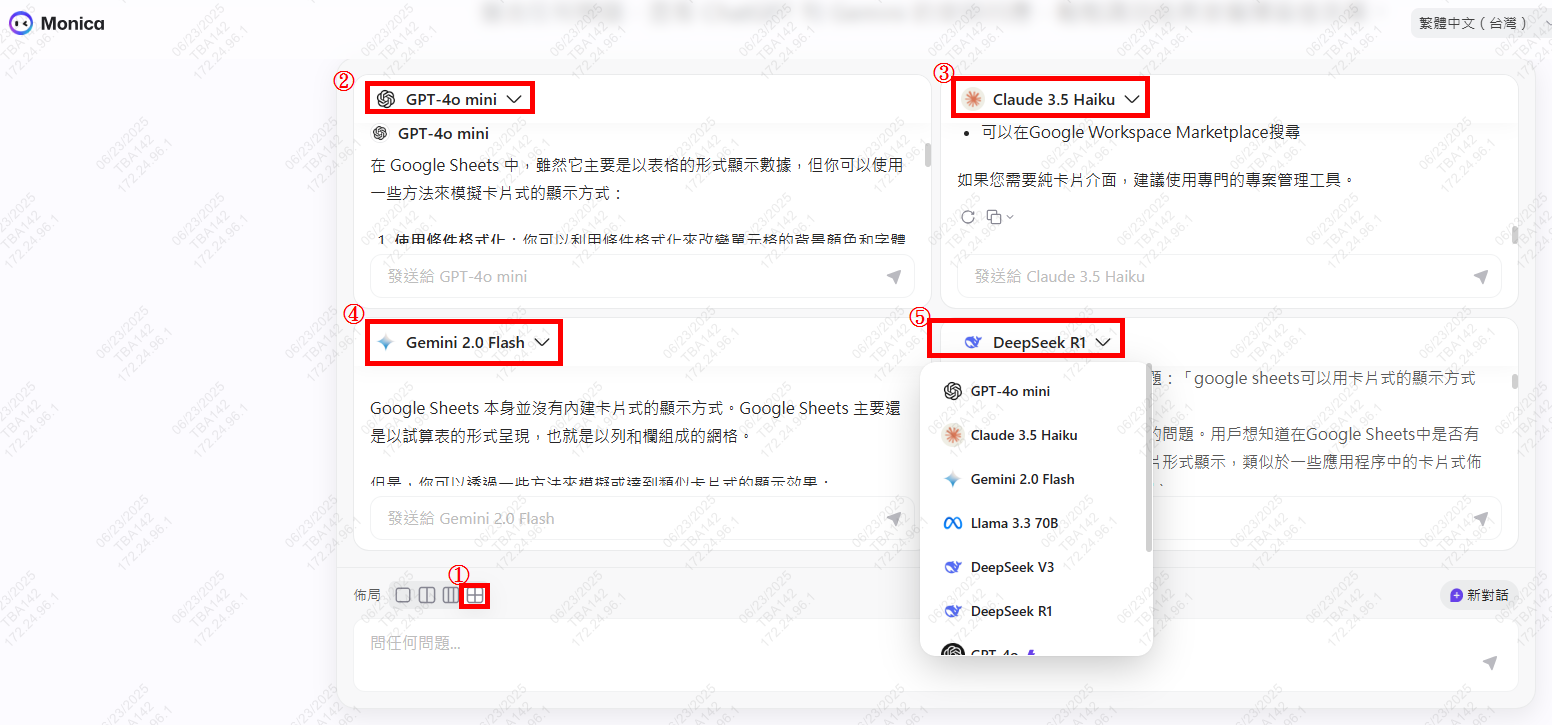 Monica
繁體中文（台灣）
②
GPT-4o mini
GPT-4o mini
在 Google Sheets 中，雖然它主要是以表格的形式顯示數據，但你可以使用
一些方法來模擬卡片式的顯示方式：
1. 使用條件格式化：你可以利用條件格式化來改變單元格的背景顏色和字體
發送給 GPT-4o mini
③
Claude 3.5 Haiku
• 可以在Google Workspace Marketplace搜尋
如果您需要純卡片介面，建議使用專門的專案管理工具。
發送給 Claude 3.5 Haiku
④
Gemini 2.0 Flash
Google Sheets 本身並沒有內建卡片式的顯示方式。Google Sheets 主要還
是以試算表的形式呈現，也就是以列和欄組成的網格。
但是，你可以透過一些方法來模擬或達到類似卡片式的顯示效果：
發送給 Gemini 2.0 Flash
⑤
DeepSeek R1
題：「google sheets可以用卡片式的顯示方式
的問題。用戶想知道在Google Sheets中是否有
片形式顯示，類似於一些應用程序中的卡片式佈
GPT-4o mini
Claude 3.5 Haiku
Gemini 2.0 Flash
Llama 3.3 70B
DeepSeek V3
DeepSeek R1
GPT-4o
①
佈局
新對話
問任何問題...
06/23/2025
TBA142
172.24.96.1